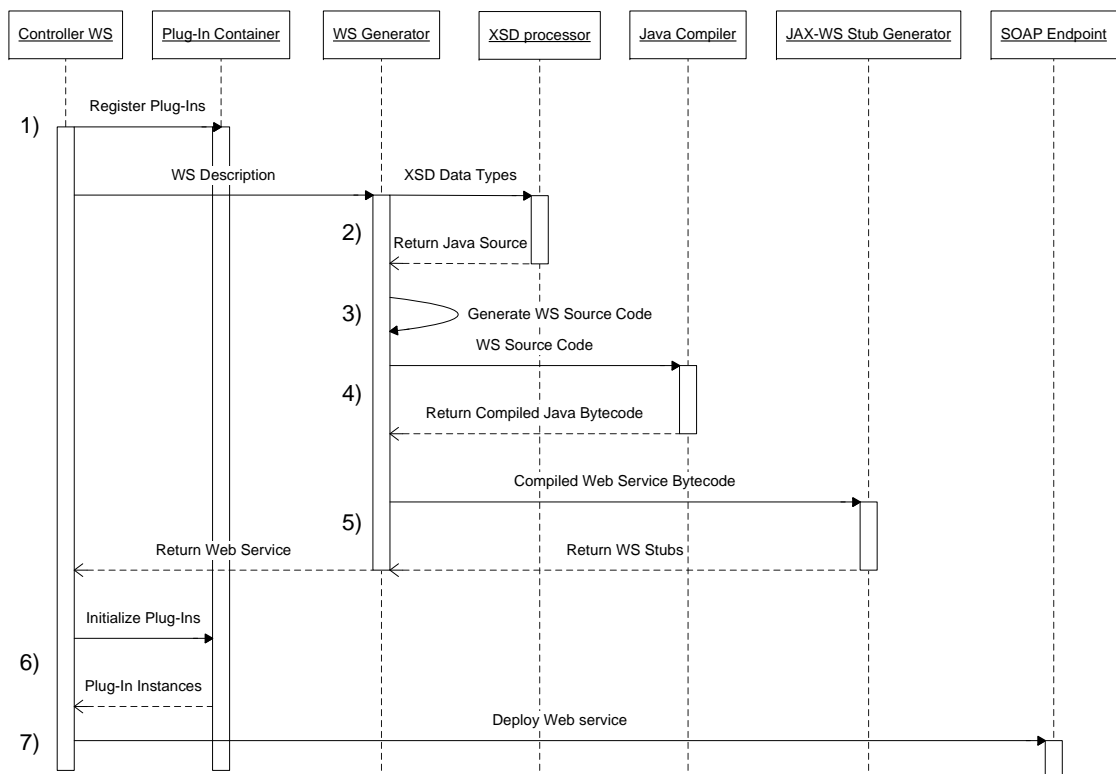 Controller WS
Plug-In Container
WS Generator
XSD processor
Java Compiler
JAX-WS Stub Generator
SOAP Endpoint
Register Plug-Ins
1)
WS Description
XSD Data Types
2)
Return Java Source
3)
Generate WS Source Code
WS Source Code
4)
Return Compiled Java Bytecode
Compiled Web Service Bytecode
5)
Return Web Service
Return WS Stubs
Initialize Plug-Ins
6)
Plug-In Instances
Deploy Web service
7)